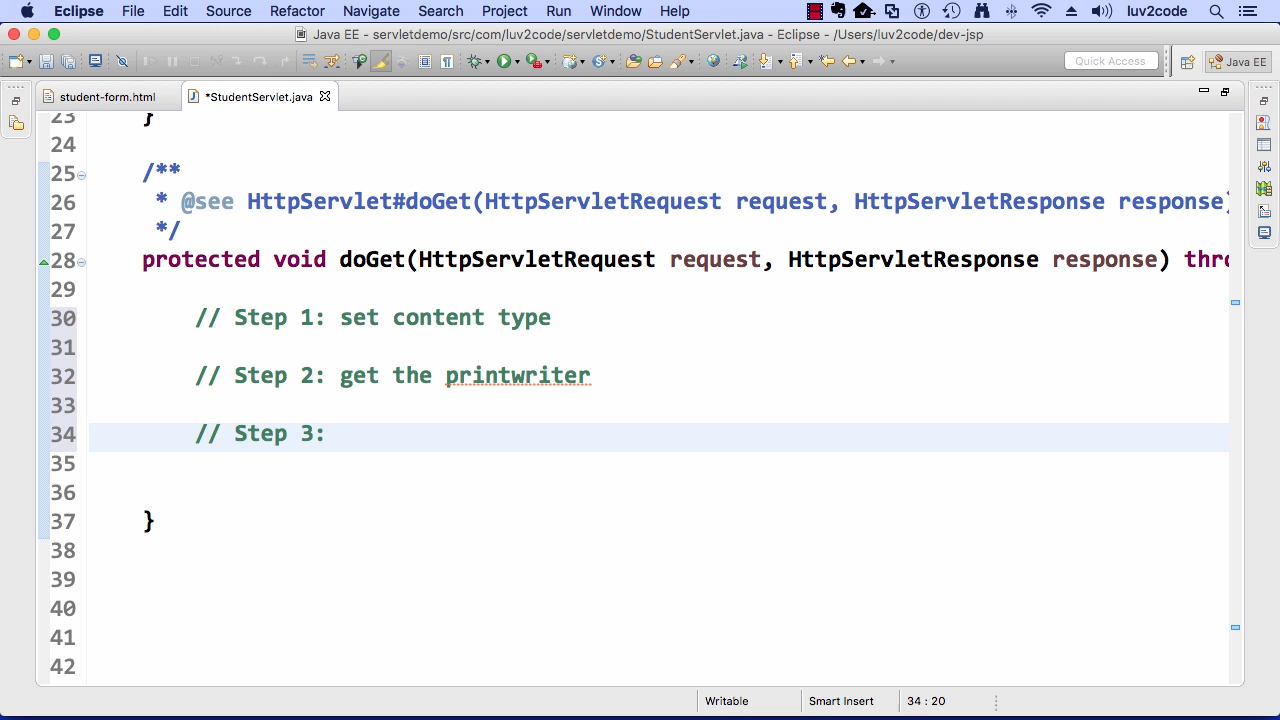 Eclipse File Edit Source Refactor Navigate Search Project Run Window Help luv2code
Java EE - servletdemo/src/com/luv2code/servletdemo/StudentServlet.java - Eclipse - /Users/luv2code/dev-jsp
Quick Access Java EE
student-form.html *StudentServlet.java
23 }
24
25 /**
26 * @see HttpServlet#doGet(HttpServletRequest request, HttpServletResponse response)
27 */
28 protected void doGet(HttpServletRequest request, HttpServletResponse response) thro
29
30 // Step 1: set content type
31
32 // Step 2: get the printwriter
33
34 // Step 3:
35
36
37 }
38
39
40
41
42
Writable Smart Insert 34 : 20